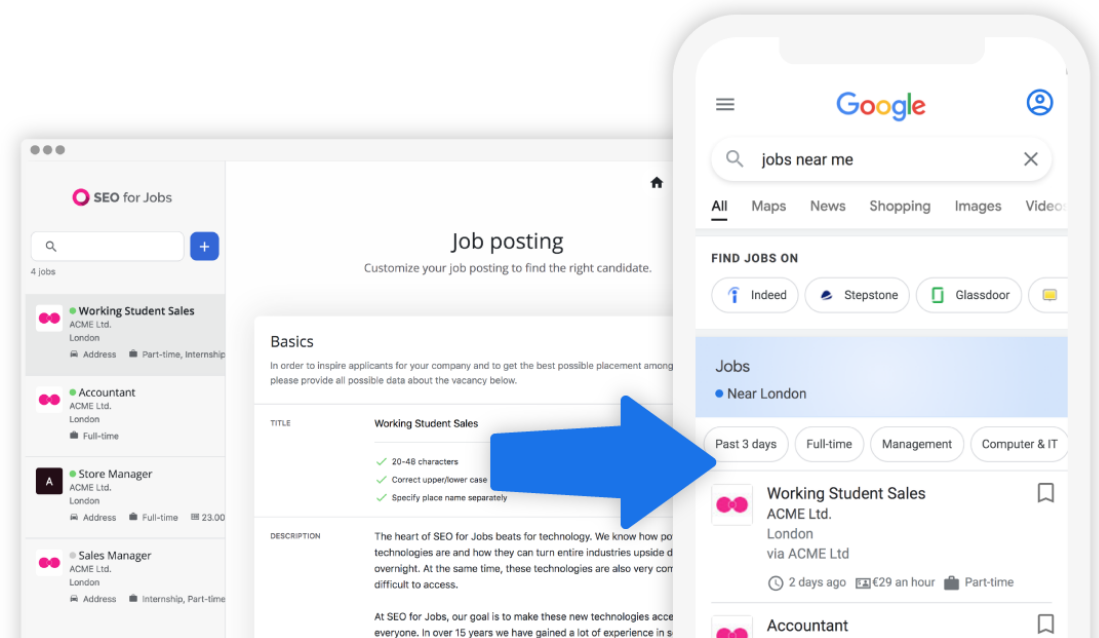 SEO for Jobs
4 jobs
Working Student Sales
ACME Ltd.
London
Address Part-time, Internship
Accountant
ACME Ltd.
London
Full-time
A
Store Manager
ACME Ltd.
London
Address Full-time 23.00
Sales Manager
ACME Ltd.
London
Address Internship, Part-time
Job posting
Customize your job posting to find the right candidate.
Basics
In order to inspire applicants for your company and to get the best possible placement among
please provide all possible data about the vacancy below.
TITLE
Working Student Sales
20-48 characters
Correct upper/lower case
Specify place name separately
DESCRIPTION
The heart of SEO for Jobs beats for technology. We know how
technologies are and how they can turn entire industries upside
overnight. At the same time, these technologies are also very
difficult to access.
At SEO for Jobs, our goal is to make these new technologies
everyone. In over 15 years we have gained a lot of experience in
Google
jobs near me
All Maps News Shopping Images Videos
FIND JOBS ON
Indeed Stepstone Glassdoor
Jobs
Near London
Past 3 days Full-time Management Computer & IT
Working Student Sales
ACME Ltd.
London
via ACME Ltd
2 days ago €29 an hour Part-time
Accountant